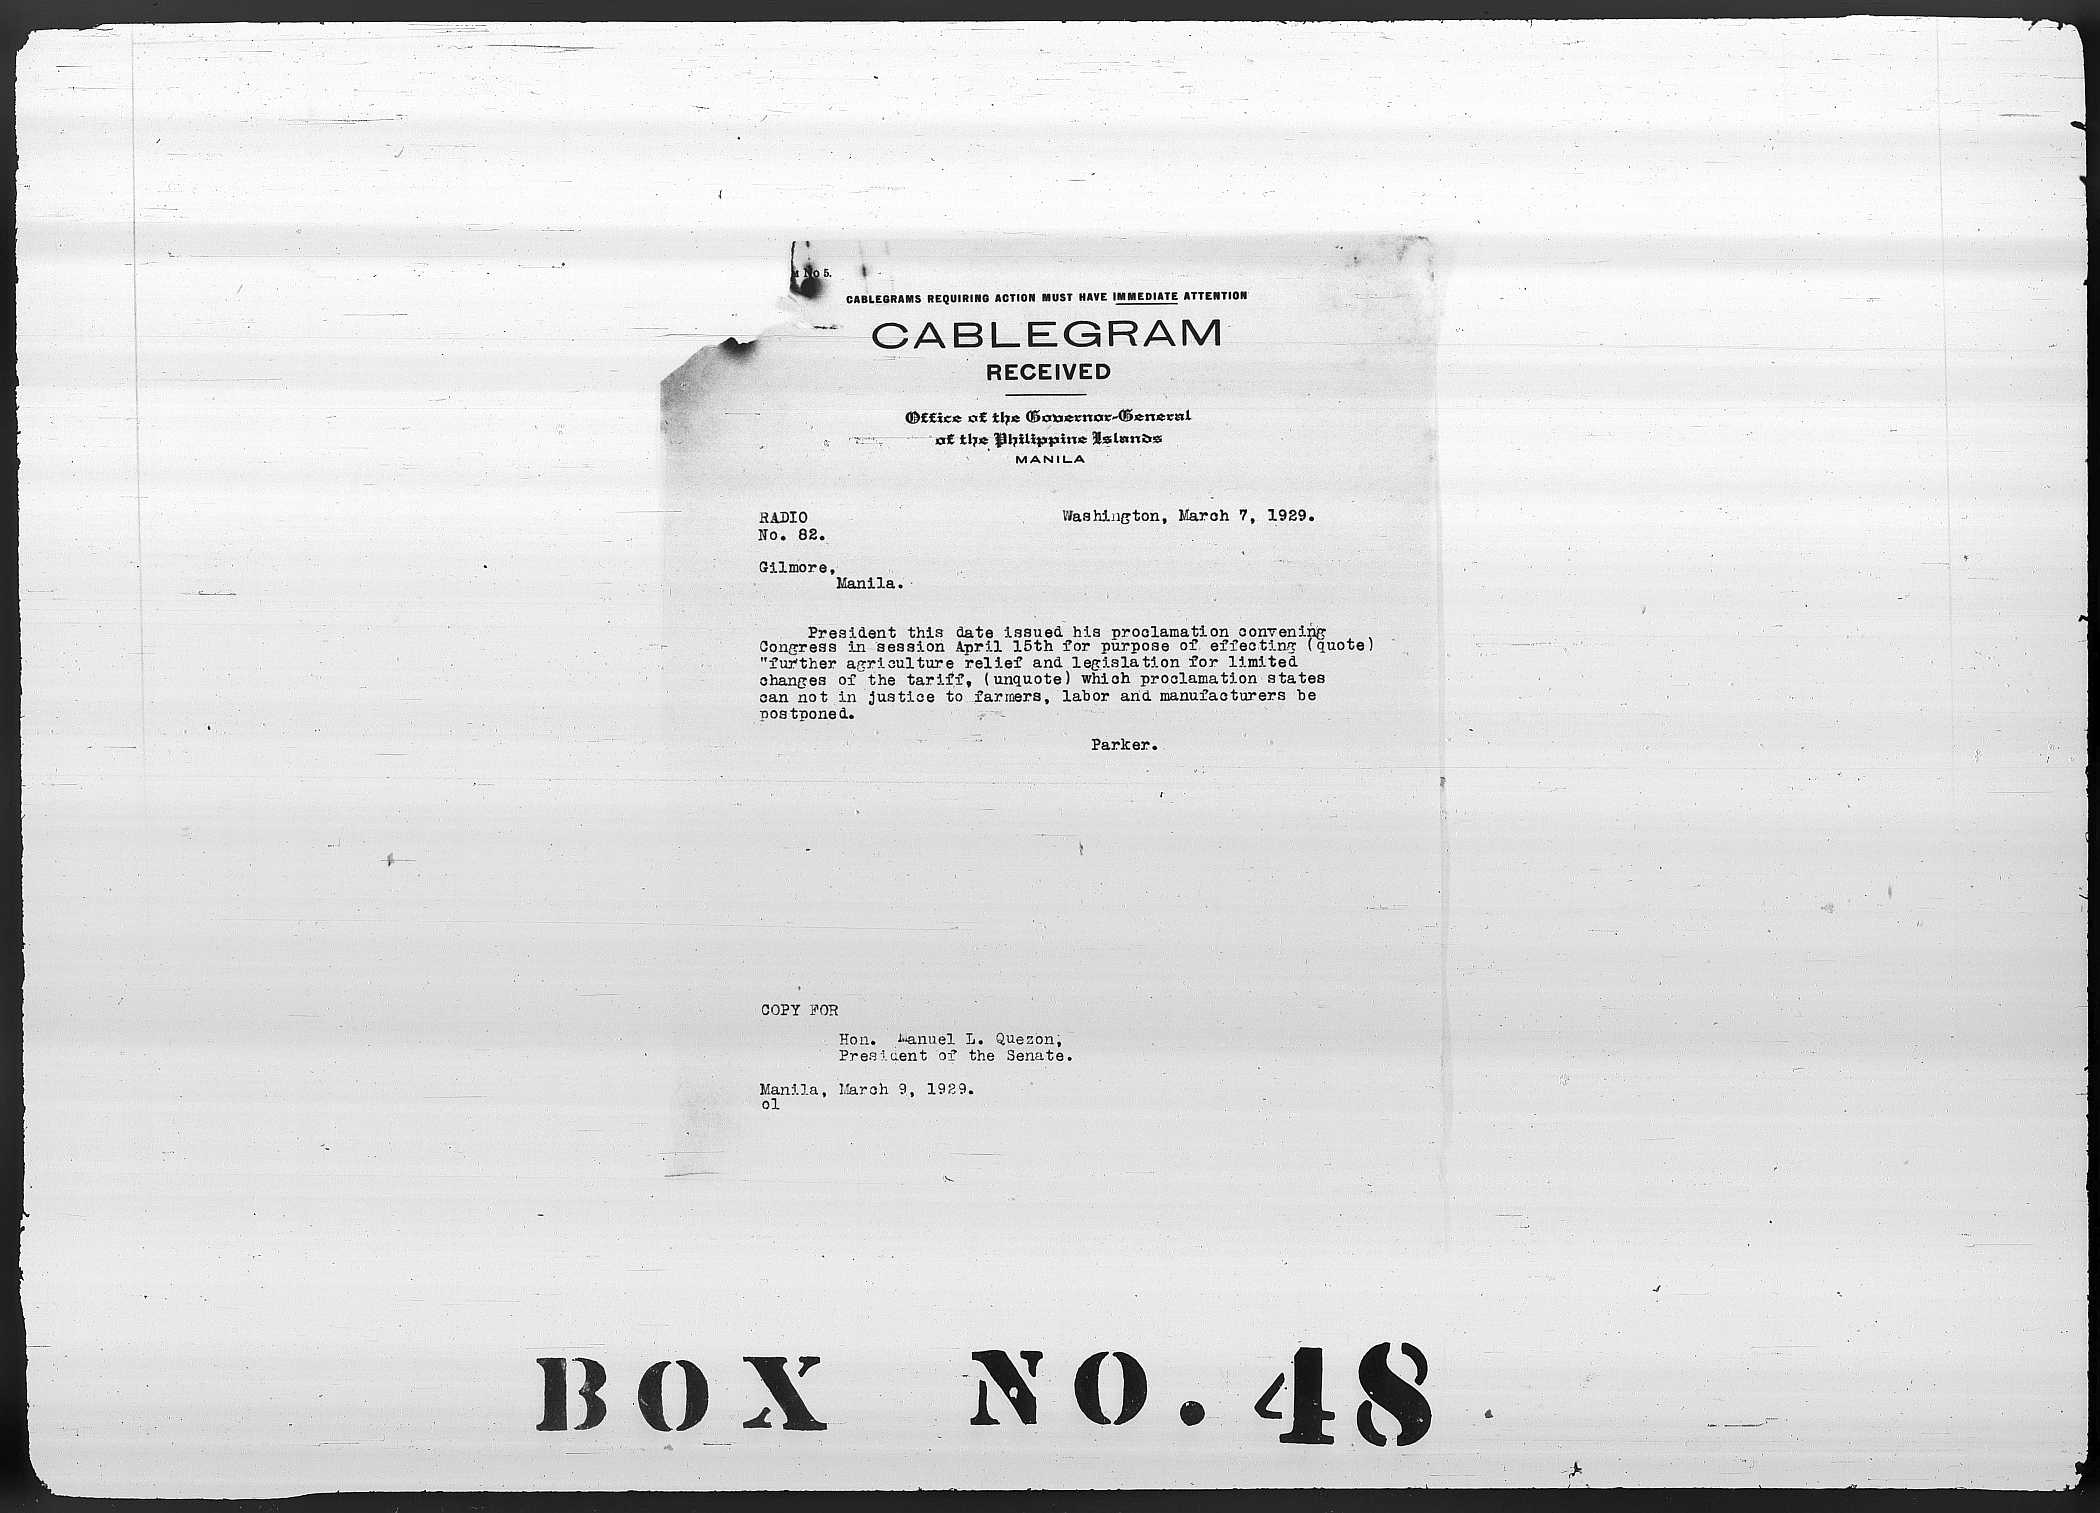 No 5.
CABLEGRAMS REQUIRING ACTION MUST HAVE IMMEDIATE ATTENTION
CABLEGRAM
RECEIVED
Office of the Governor-General
of the Philippine Islands
MANILA
RADIO Washington, March 7, 1929.
No. 82.
Gilmore,
Manila.
President this date issued his proclamation convening
Congress in session April 15th for purpose of effecting (quote)
"further agriculture relief and legislation for limited
changes of the tariff, (unquote) which proclamation states
can not in justice to farmers, labor and manufacturers be
postponed.
Parker.
COPY FOR
Hon. Manuel L. Quezon,
President of the Senate.
Manila, March 9, 1929.
ol
BOX NO. 48